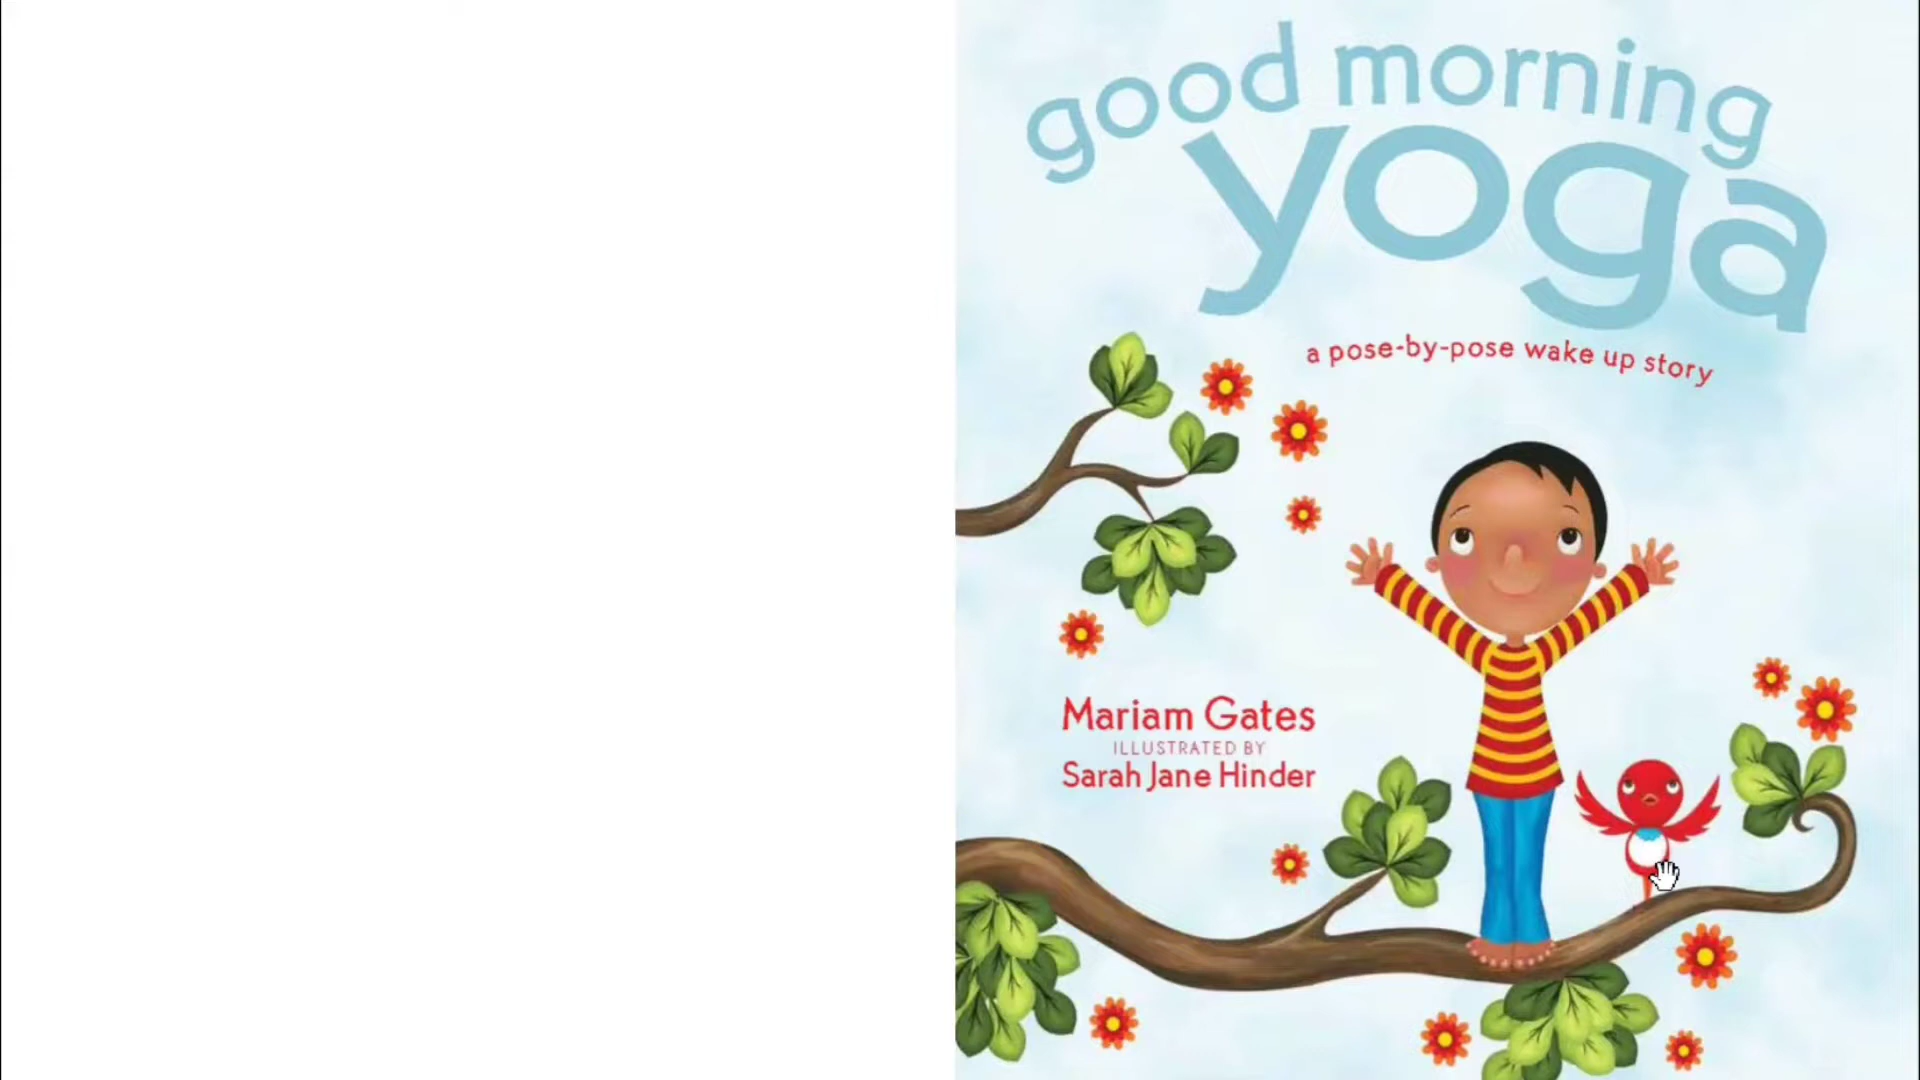 good morning
yoga
a pose-by-pose wake up story
Mariam Gates
ILLUSTRATED BY
Sarah Jane Hinder